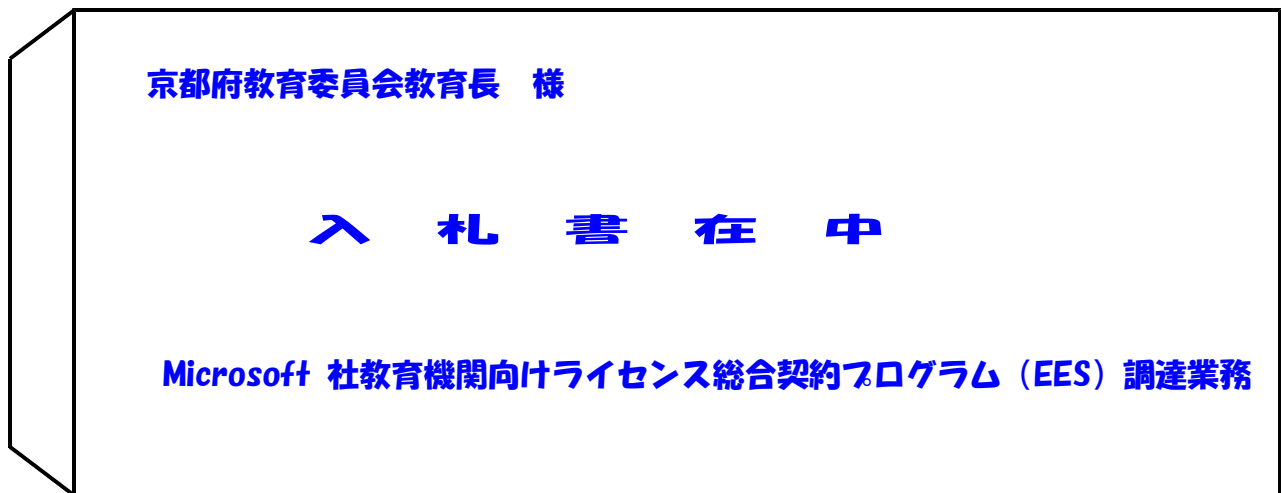 京都府教育委員会教育長　様
入　札　書　在　中
Microsoft 社教育機関向けライセンス総合契約プログラム（EES）調達業務